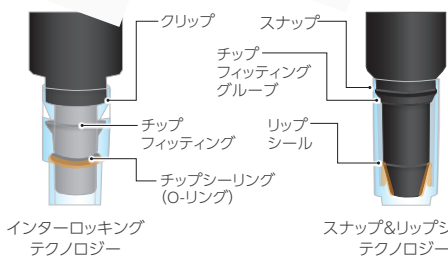 クリップ
チップ
フィッティング
チップシーリング
(O-リング)
インターロッキング
テクノロジー
スナップ
チップ
フィッティング
グルーブ
リップ
シール
スナップ&リップシ
テクノロジー